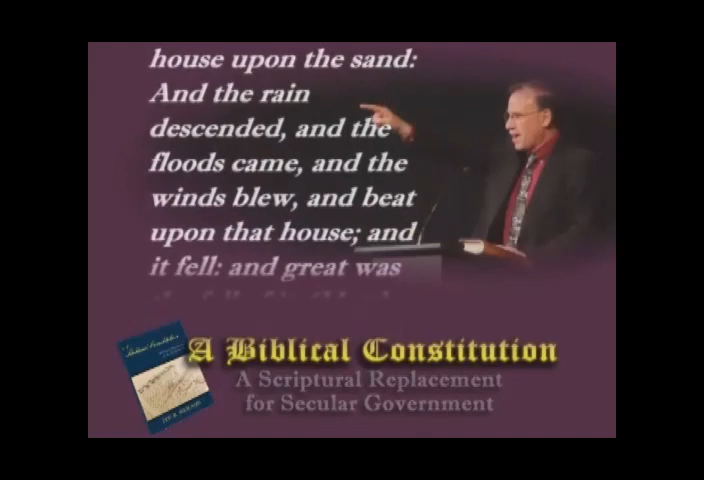 house upon the sand:
And the rain
descended, and the
floods came, and the
winds blew, and beat
upon that house; and
it fell: and great was
A Biblical Constitution
A Scriptural Replacement
for Secular Government